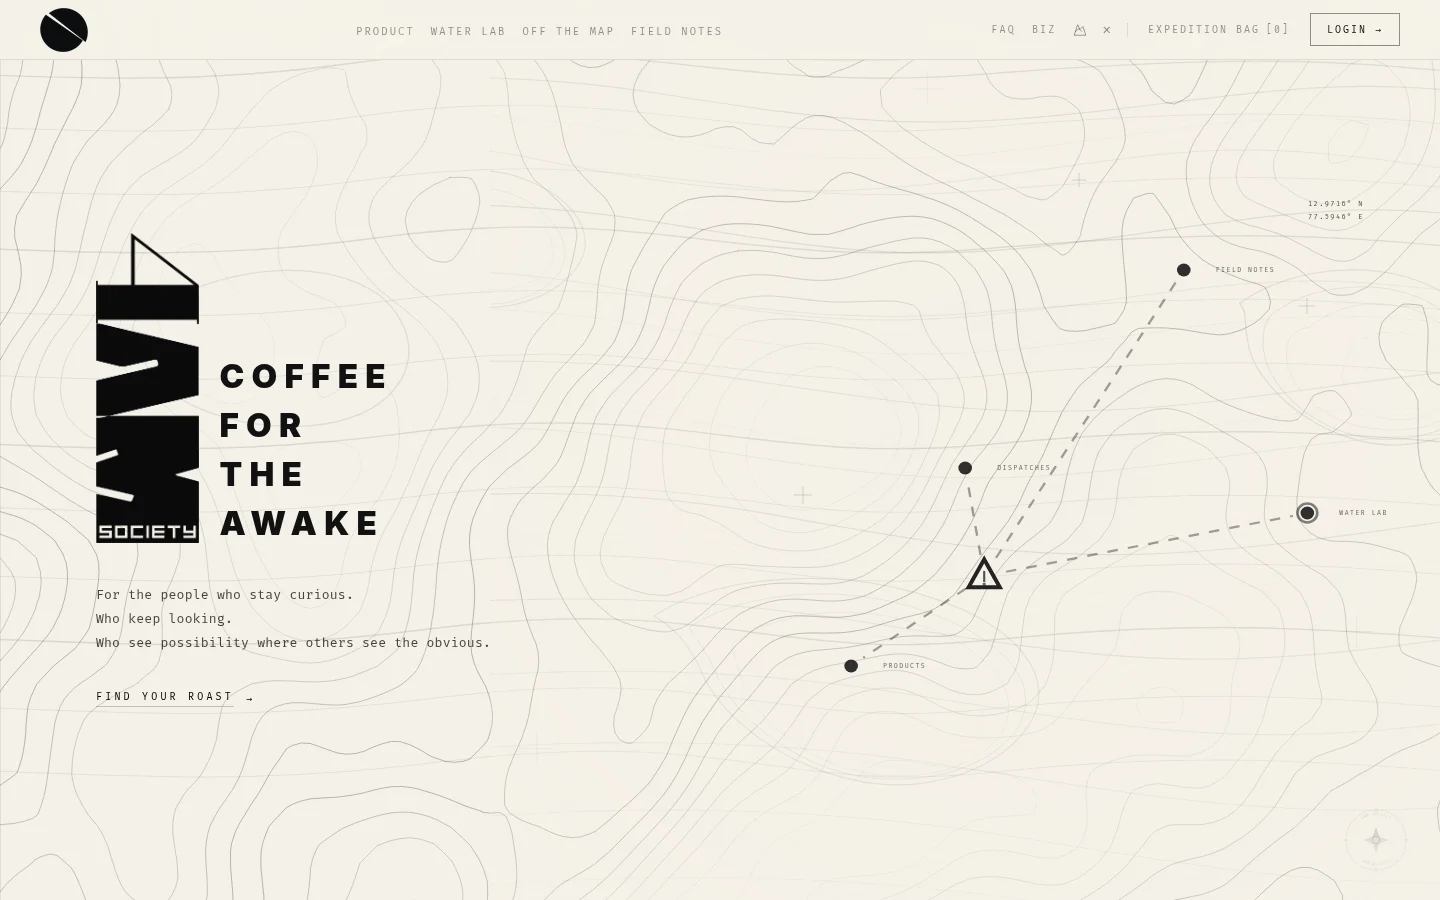 PRODUCT WATER LAB OFF THE MAP FIELD NOTES
FAQ BIZ EXPEDITION BAG [0] LOGIN →
12.9716° N
77.5946° E
FIELD NOTES
COFFEE
FOR
THE
AWAKE
SOCIETY
DISPATCHES
WATER LAB
For the people who stay curious.
Who keep looking.
Who see possibility where others see the obvious.
PRODUCTS
FIND YOUR ROAST →